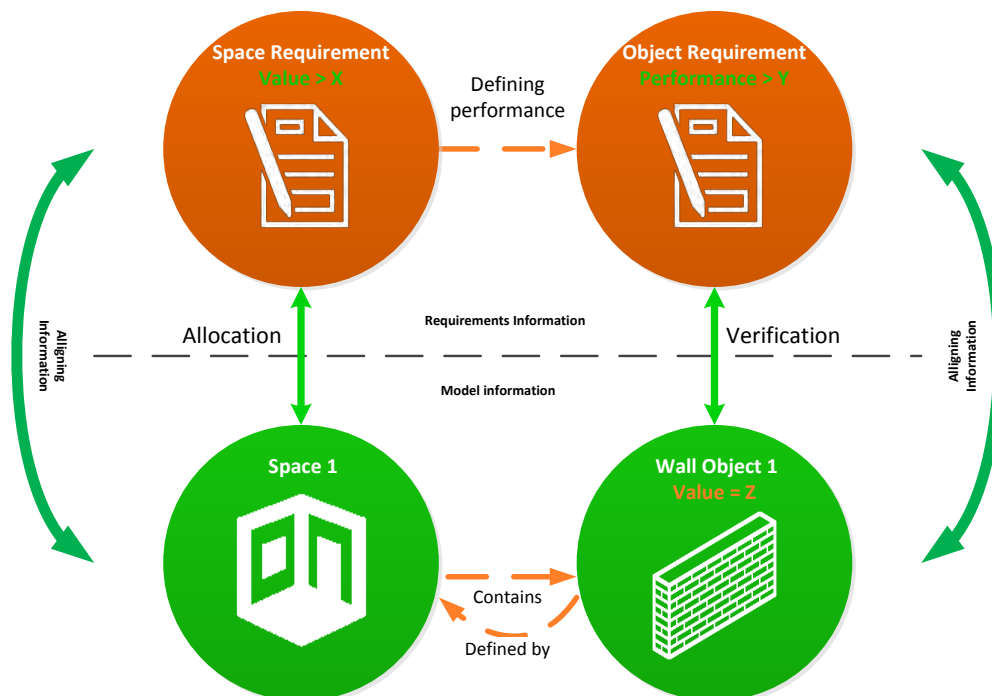 Space Requirement
Value > X
Object Requirement
Performance > Y
Defining
performance
Allocation
Requirements Information
Verification
Alligning
Information
Alligning
Information
Model information
Space 1
Wall Object 1
Value = Z
Contains
Defined by